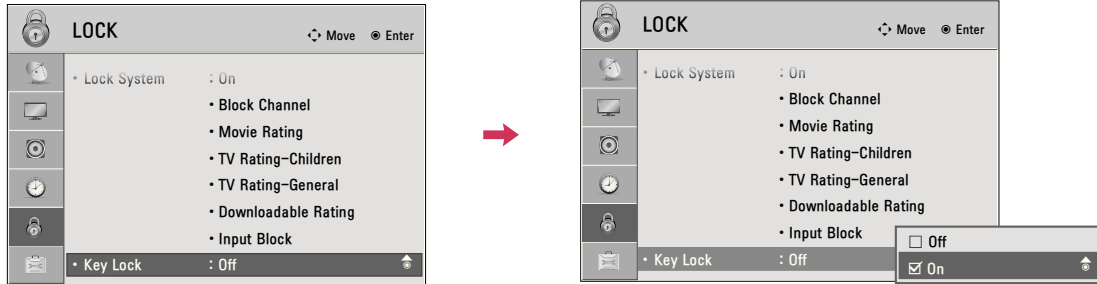 LOCK
Move Enter
• Lock System : On
• Block Channel
• Movie Rating
• TV Rating-Children
• TV Rating-General
• Downloadable Rating
• Input Block
• Key Lock : Off
LOCK
Move Enter
• Lock System : On
• Block Channel
• Movie Rating
• TV Rating-Children
• TV Rating-General
• Downloadable Rating
• Input Block
• Key Lock : Off
Off
On